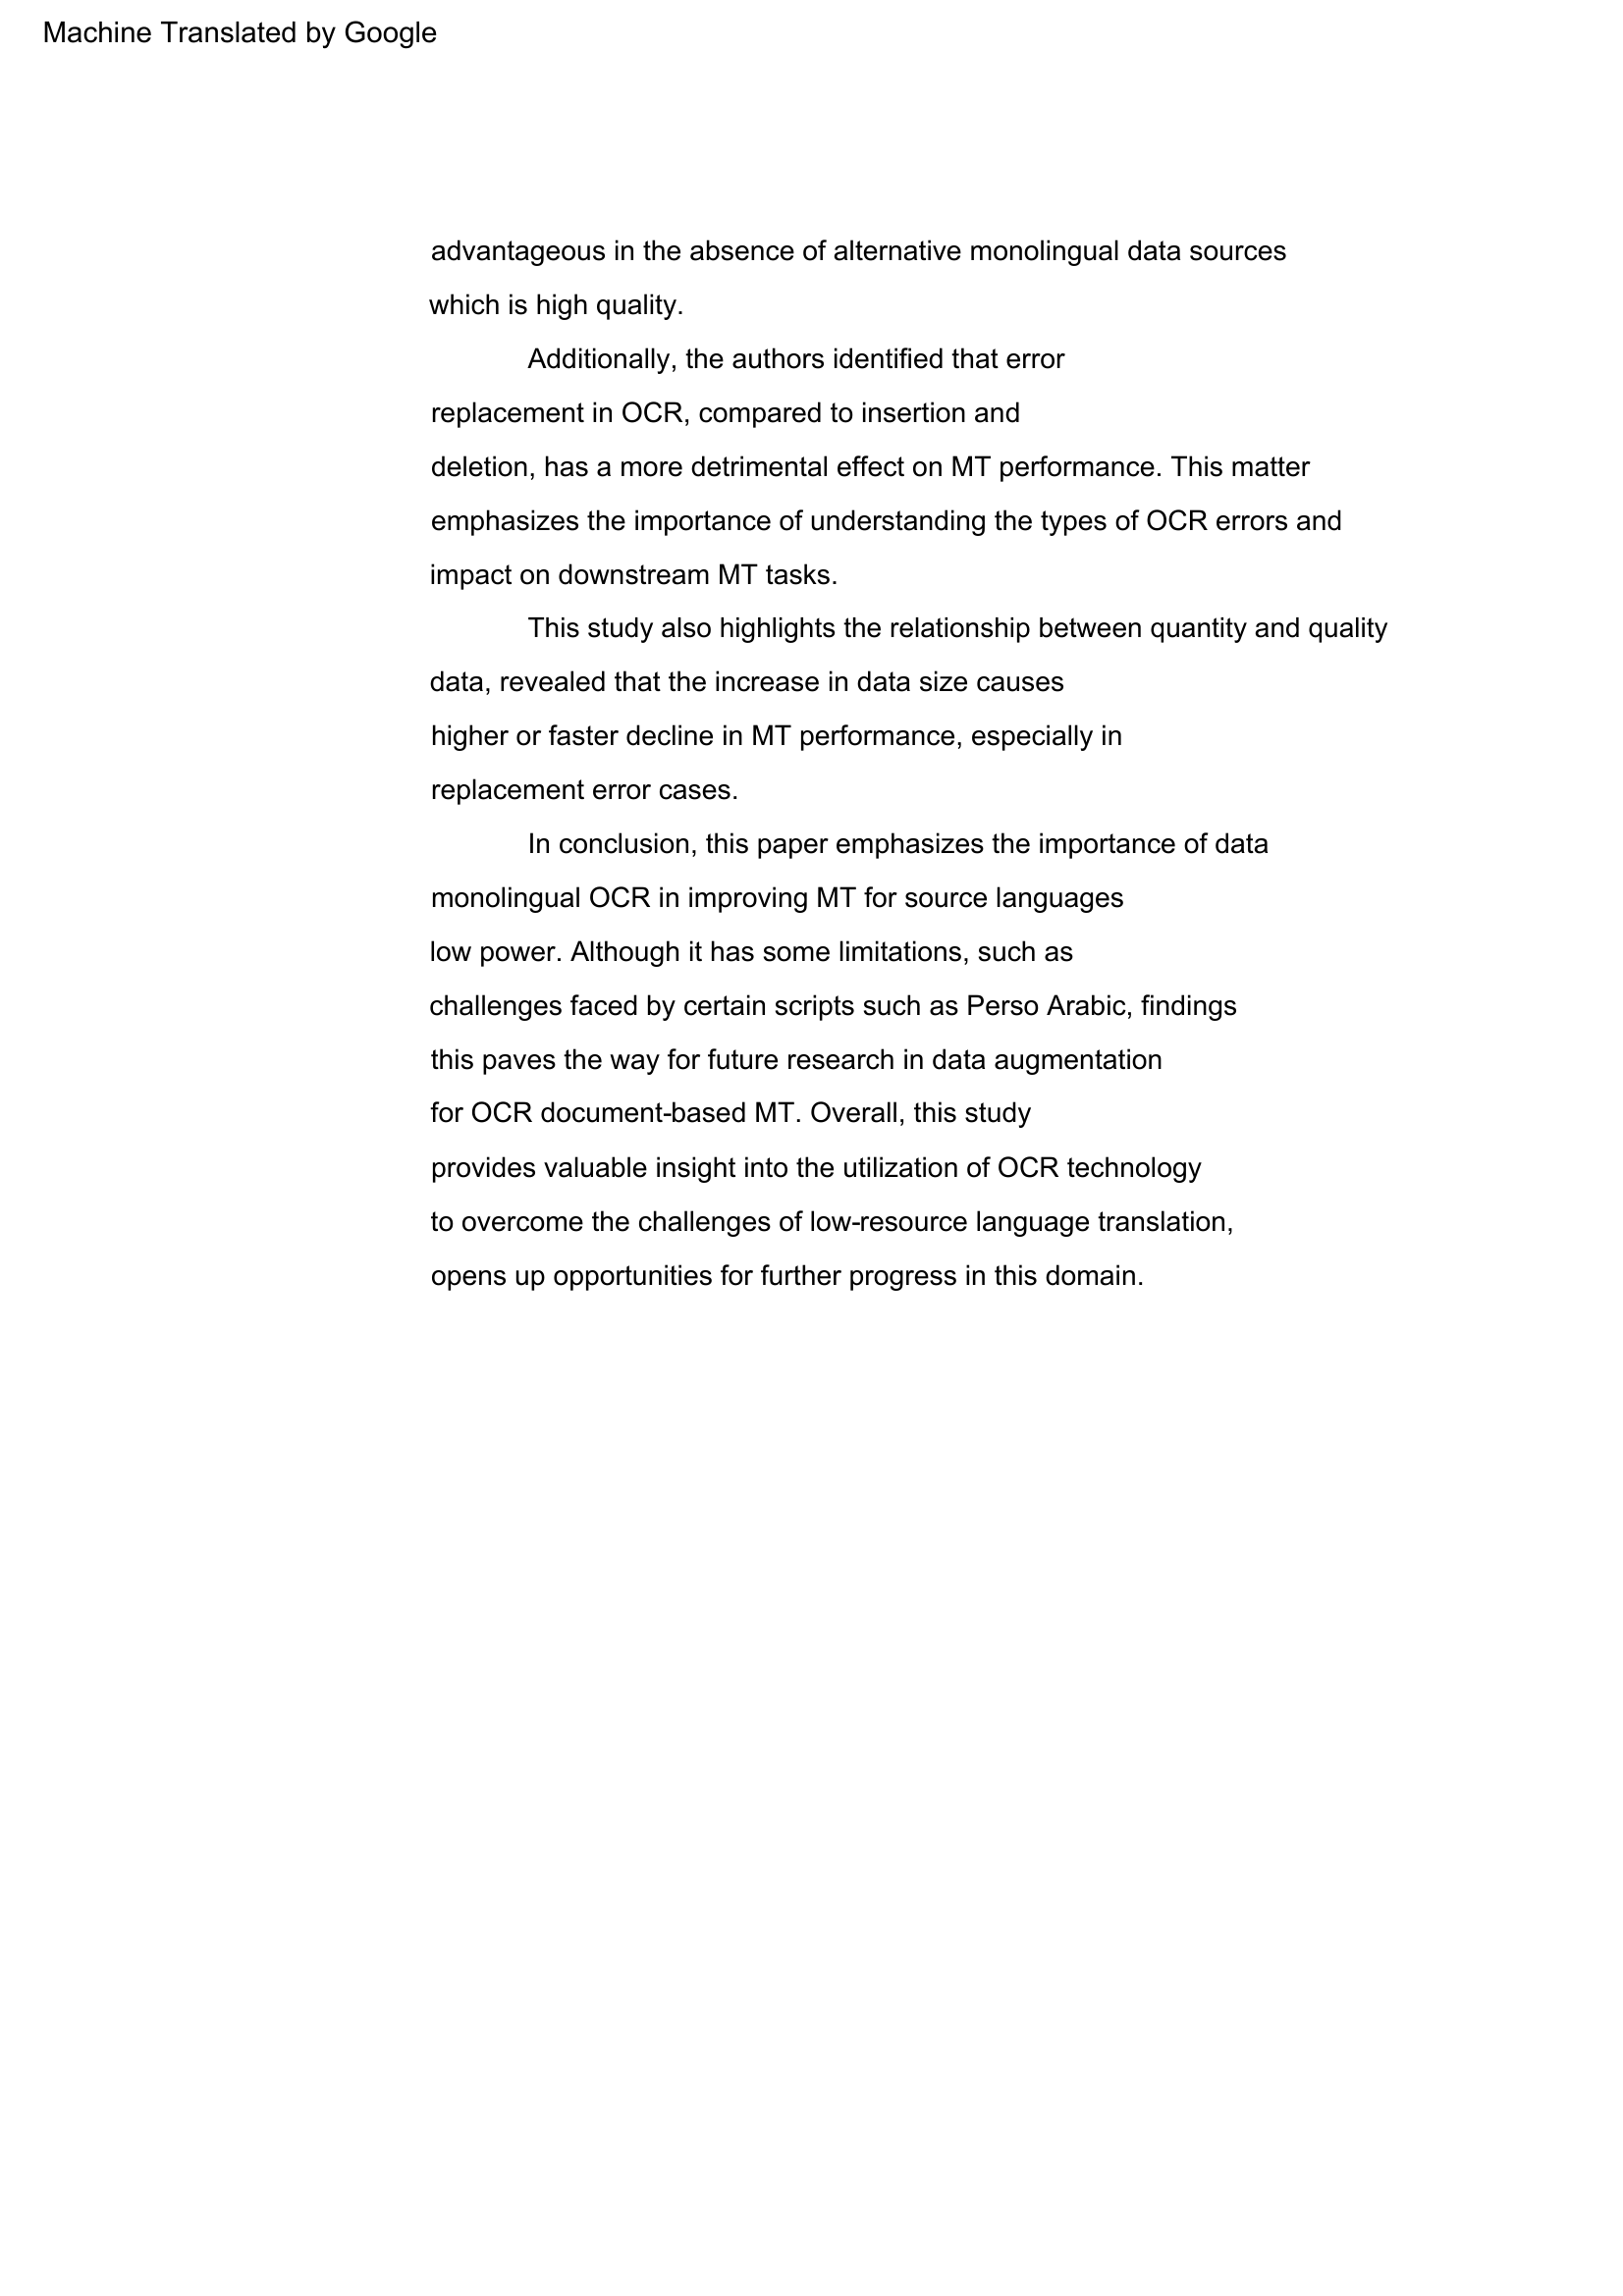 Machine Translated by Google
advantageous in the absence of alternative monolingual data sources
which is high quality.
Additionally, the authors identified that error
replacement in OCR, compared to insertion and
deletion, has a more detrimental effect on MT performance. This matter
emphasizes the importance of understanding the types of OCR errors and
impact on downstream MT tasks.
This study also highlights the relationship between quantity and quality
data, revealed that the increase in data size causes
higher or faster decline in MT performance, especially in
replacement error cases.
In conclusion, this paper emphasizes the importance of data
monolingual OCR in improving MT for source languages
low power. Although it has some limitations, such as
challenges faced by certain scripts such as Perso Arabic, findings
this paves the way for future research in data augmentation
for OCR document-based MT. Overall, this study
provides valuable insight into the utilization of OCR technology
to overcome the challenges of low-resource language translation,
opens up opportunities for further progress in this domain.